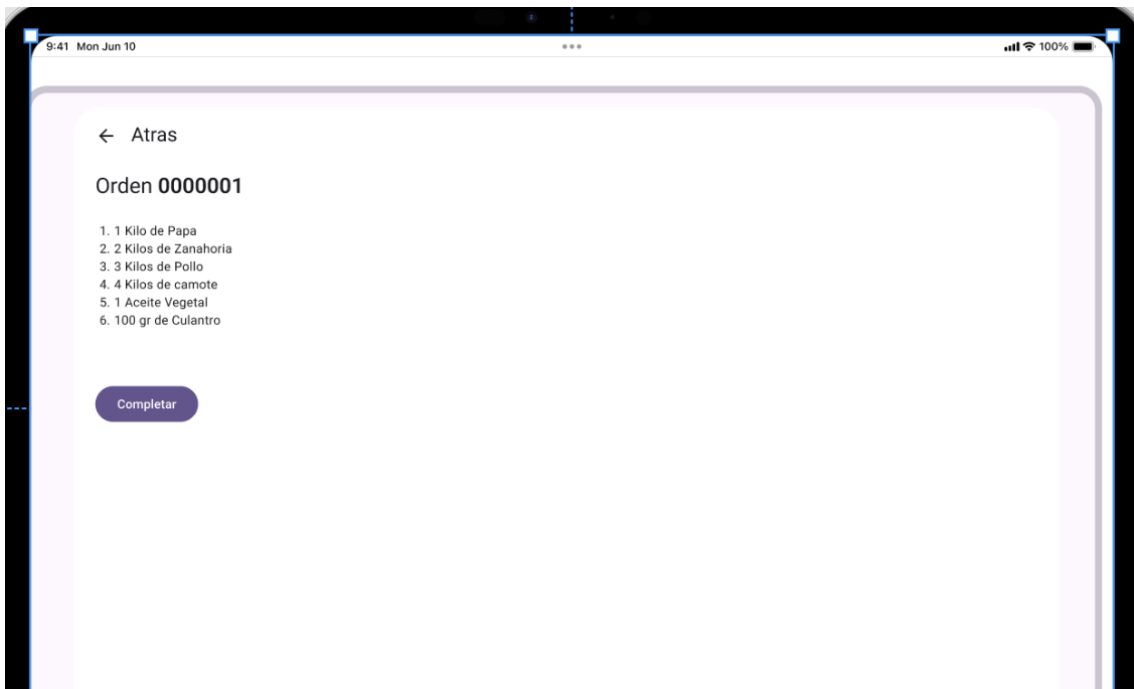 9:41 Mon Jun 10
100%
Atras
Orden 0000001
1. 1 Kilo de Papa
2. 2 Kilos de Zanahoria
3. 3 Kilos de Pollo
4. 4 Kilos de camote
5. 1 Aceite Vegetal
6. 100 gr de Culantro
Completar